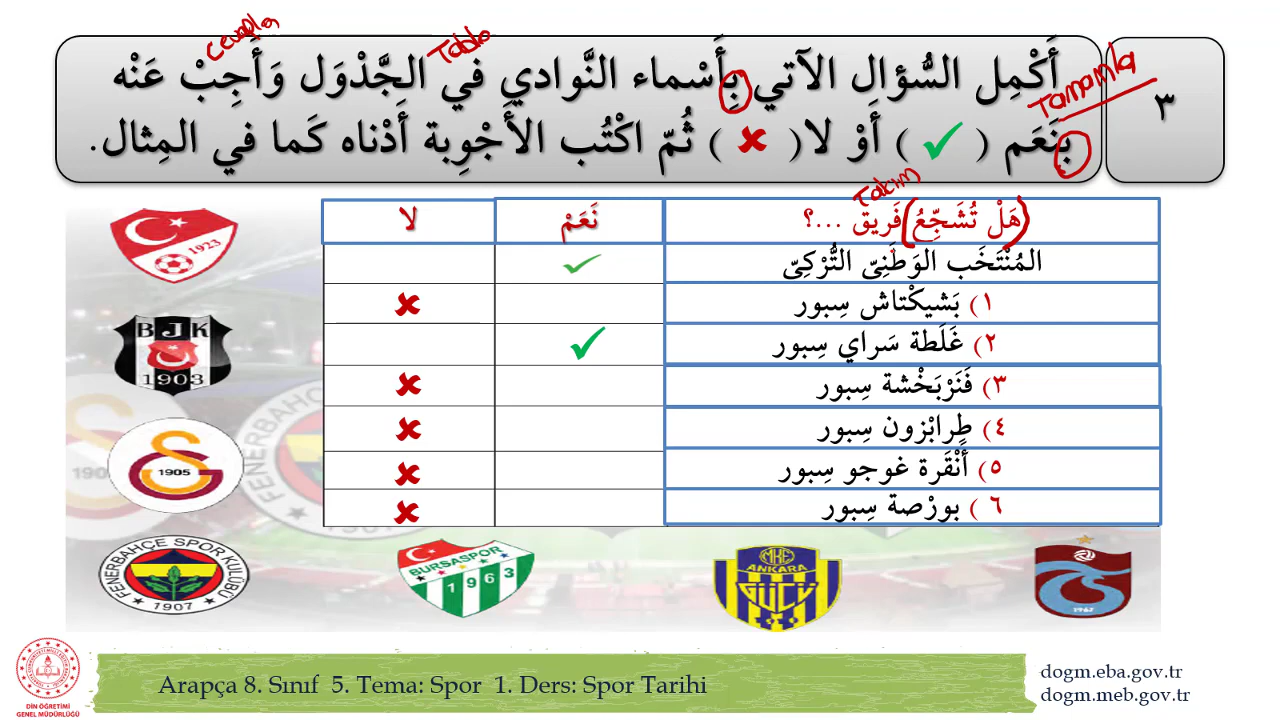 cevapla
Tablo
Tamamla
٣
أَكْمِل السُّؤال الآتي بِأَسْماء النَّوادي في الجَّدْوَل وَأَجِبْ عَنْه
بِنَعَم ( ✓ ) أَوْ لا ( ✘ ) ثُمّ اكْتُب الأَجْوِبة أَدْناه كَما في المِثال.
Takım
هَلْ تُشَجِّعُ فَريق ...؟ نَعَمْ لا
المُنْتَخَب الوَطَنِىّ التُّرْكِىّ ✓
١) بَشيكْتاش سِبور ✘
٢) غَلَطة سَراي سِبور ✓
٣) فَنَرْبَخْشة سِبور ✘
٤) طِرابْزون سِبور ✘
٥) أَنْقَرة غوجو سِبور ✘
٦ ) بورْصة سِبور ✘
1923
BJK
1903
1905
FENERBAHÇE SPOR KULÜBÜ
1907
BURSASPOR
1963
MKE
ANKARA
GÜCÜ
1967
DİN ÖĞRETİMİ
GENEL MÜDÜRLÜĞÜ
Arapça 8. Sınıf 5. Tema: Spor 1. Ders: Spor Tarihi
dogm.eba.gov.tr
dogm.meb.gov.tr